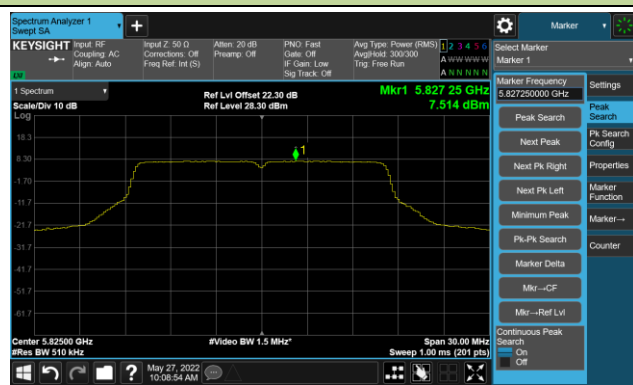 Spectrum Analyzer 1
Swept SA
Marker
KEYSIGHT
Input: RF
Coupling: AC
Align: Auto
Input Z: 50 Ω
Corrections: Off
Freq Ref: Int (S)
Atten: 20 dB
Preamp: Off
PNO: Fast
Gate: Off
IF Gain: Low
Sig Track: Off
Avg Type: Power (RMS)
Avg|Hold: 300/300
Trig: Free Run
1 2 3 4 5 6
A W W W W W
A N N N N N
Select Marker
Marker 1
1 Spectrum
Scale/Div 10 dB
Log
Ref Lvl Offset 22.30 dB
Ref Level 28.30 dBm
Mkr1 5.827 25 GHz
7.514 dBm
18.3
8.30
-1.70
-11.7
-21.7
-31.7
-41.7
-51.7
-61.7
1
Center 5.82500 GHz
#Res BW 510 kHz
#Video BW 1.5 MHz*
Span 30.00 MHz
Sweep 1.00 ms (201 pts)
Marker Frequency
5.827250000 GHz
Peak Search
Next Peak
Next Pk Right
Next Pk Left
Minimum Peak
Pk-Pk Search
Marker Delta
Mkr→CF
Mkr→Ref Lvl
Continuous Peak
Search
On
Off
Settings
Peak
Search
Pk Search
Config
Properties
Marker
Function
Marker→
Counter
May 27, 2022
10:08:54 AM